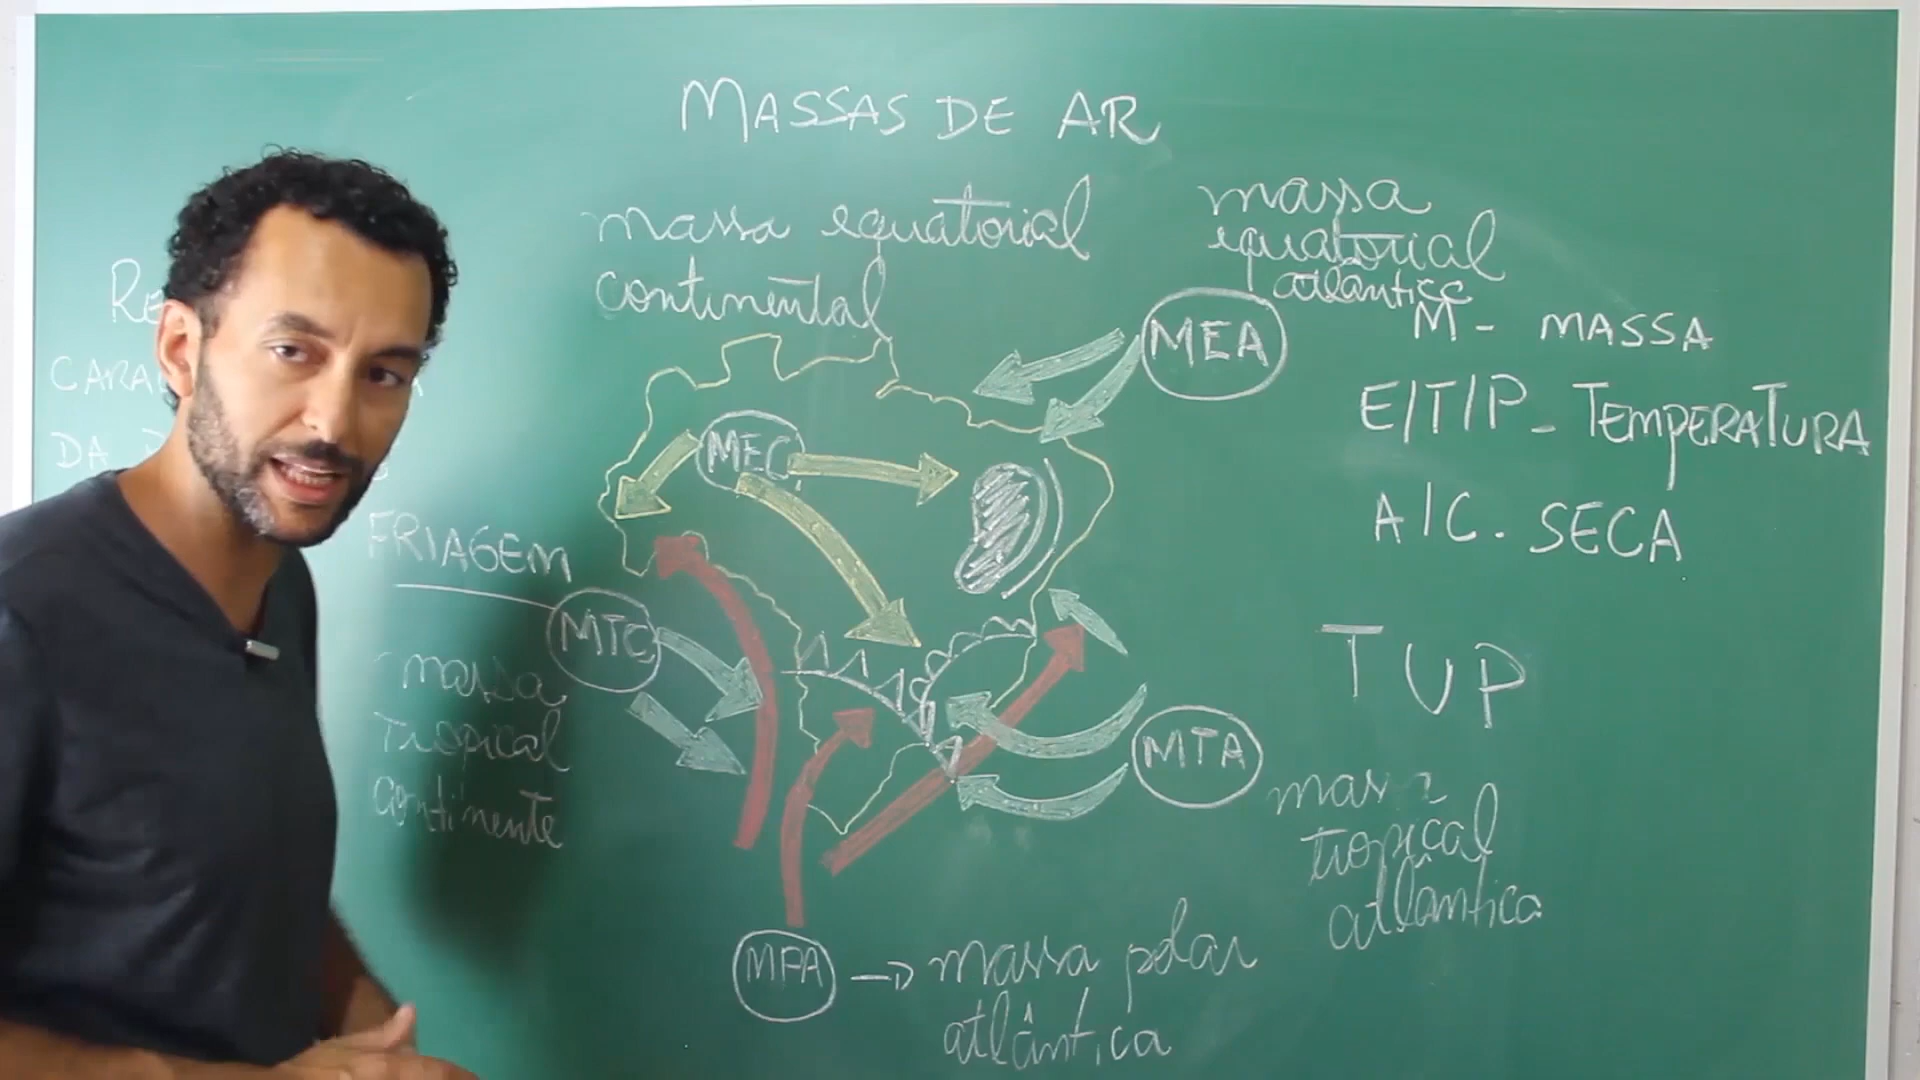 MASSAS DE AR
massa equatorial
continental
massa
equatorial
atlântica
MEA
M - MASSA
E/T/P - TEMPERATURA
A/C. SECA
MEC
FRIAGEM
MTC
massa
tropical
continente
TUP
MTA
massa
tropical
atlântica
MPA -> massa polar
atlântica
DA